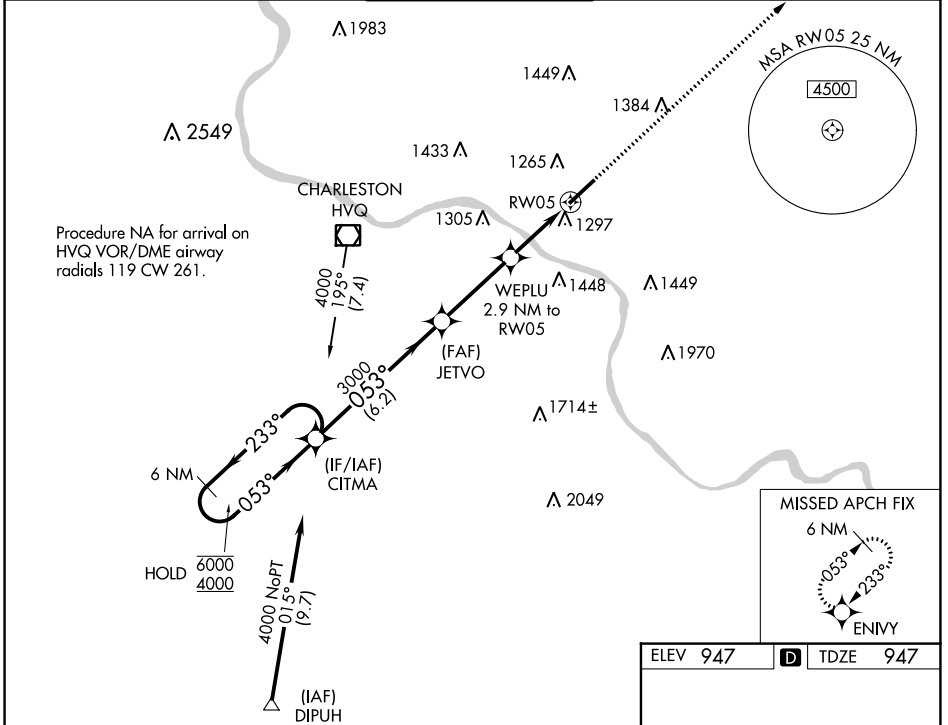 1983
MSA RW05 25 NM
1449
4500
1384
2549
1433
1265
CHARLESTON
HVQ
RW05
1305
1297
Procedure NA for arrival on
HVQ VOR/DME airway
radials 119 CW 261.
4000
195°
(7.4)
WEPLU
2.9 NM to
RW05
1448
1449
(FAF)
JETVO
1970
3000
053°
(6.2)
1714±
233°
6 NM
053°
(IF/IAF)
CITMA
2049
HOLD
6000
4000
MISSED APCH FIX
6 NM
053°
233°
ENIVY
4000 NoPT
015°
(9.7)
(IAF)
DIPUH
ELEV 947 D TDZE 947